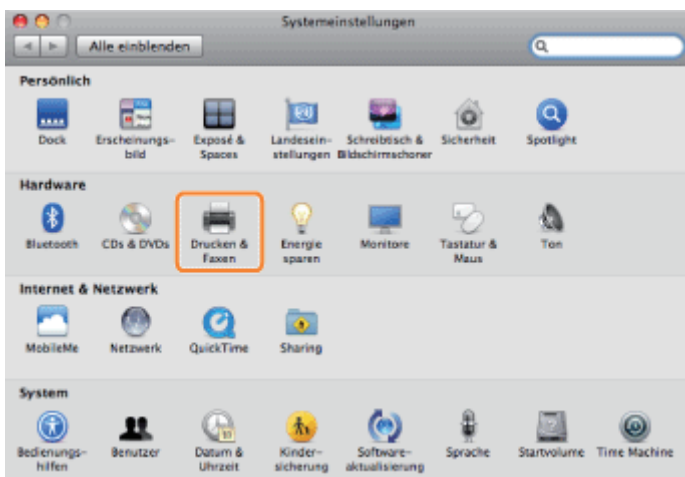 Systemeinstellungen
Alle einblenden
Persönlich
Dock
Erscheinungs-
bild
Exposé &
Spaces
Landesein-
stellungen
Schreibtisch &
Bildschirmschoner
Sicherheit
Spotlight
Hardware
Bluetooth
CDs & DVDs
Drucken &
Faxen
Energie
sparen
Monitore
Tastatur &
Maus
Ton
Internet & Netzwerk
MobileMe
Netzwerk
QuickTime
Sharing
System
Bedienungs-
hilfen
Benutzer
Datum &
Uhrzeit
Kinder-
sicherung
Software-
aktualisierung
Sprache
Startvolume
Time Machine